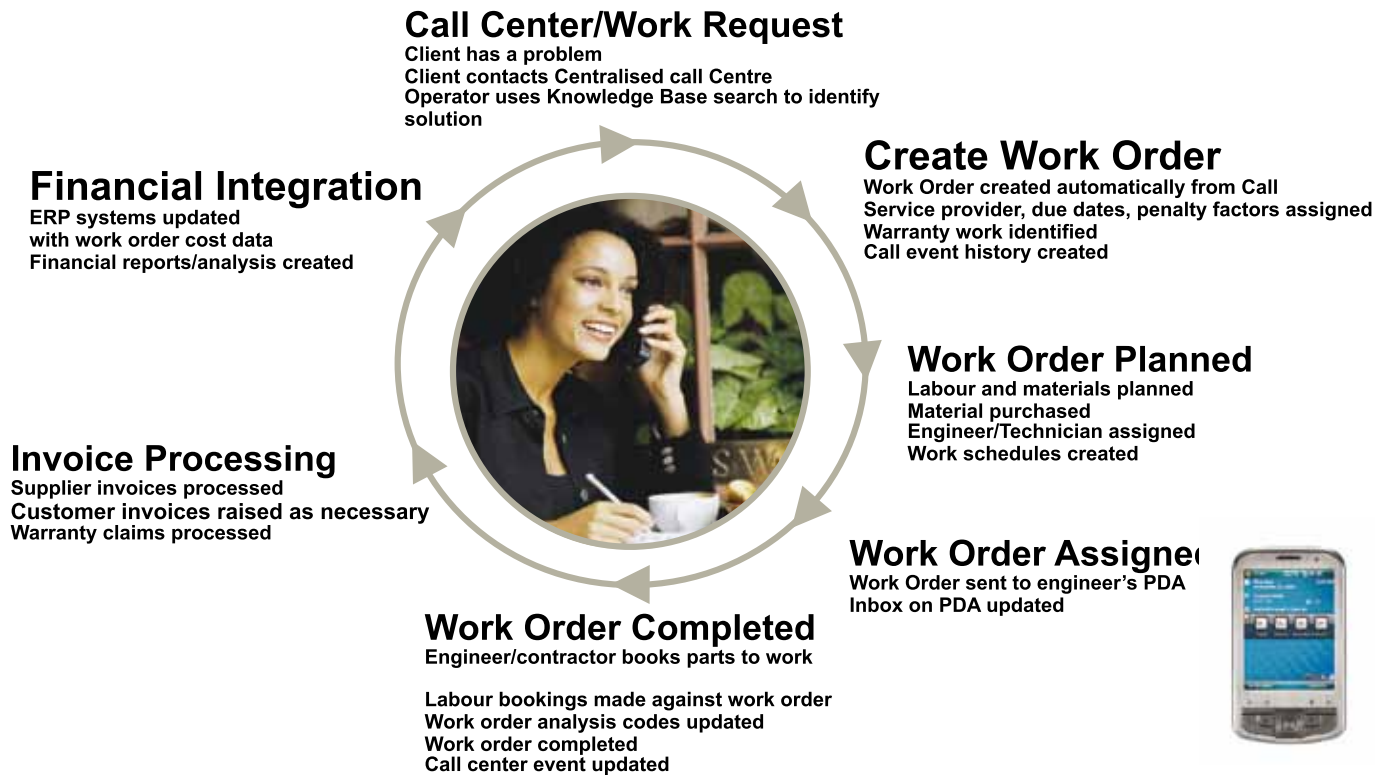 Call Center/Work Request
Client has a problem
Client contacts Centralised call Centre
Operator uses Knowledge Base search to identify
solution
Create Work Order
Work Order created automatically from Call
Service provider, due dates, penalty factors assigned
Warranty work identified
Call event history created
Work Order Planned
Labour and materials planned
Material purchased
Engineer/Technician assigned
Work schedules created
Work Order Assigned
Work Order sent to engineer’s PDA
Inbox on PDA updated
Work Order Completed
Engineer/contractor books parts to work
Labour bookings made against work order
Work order analysis codes updated
Work order completed
Call center event updated
Invoice Processing
Supplier invoices processed
Customer invoices raised as necessary
Warranty claims processed
Financial Integration
ERP systems updated
with work order cost data
Financial reports/analysis created